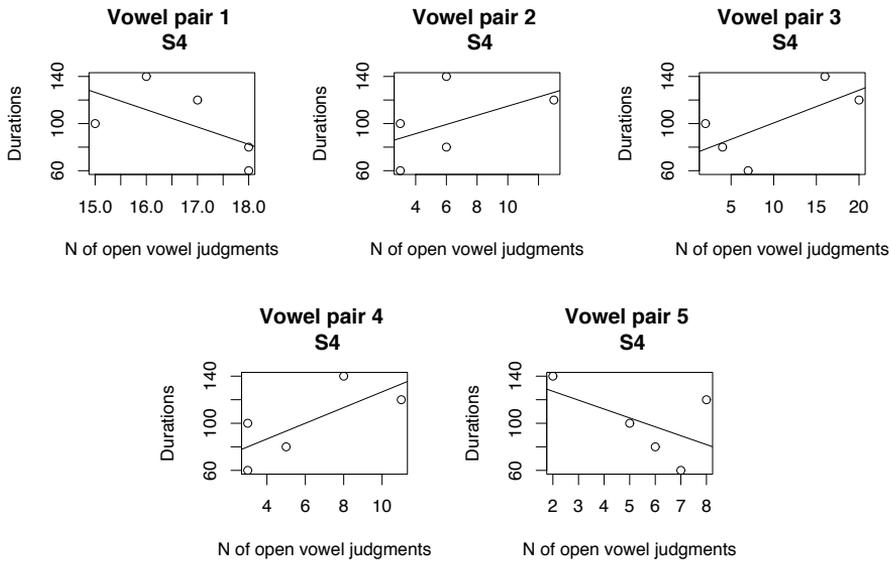 Vowel pair 1
S4
Durations
60 100 140
15.0 16.0 17.0 18.0
N of open vowel judgments
Vowel pair 2
S4
Durations
60 100 140
4 6 8 10
N of open vowel judgments
Vowel pair 3
S4
Durations
60 100 140
5 10 15 20
N of open vowel judgments
Vowel pair 4
S4
Durations
60 100 140
4 6 8 10
N of open vowel judgments
Vowel pair 5
S4
Durations
60 100 140
2 3 4 5 6 7 8
N of open vowel judgments